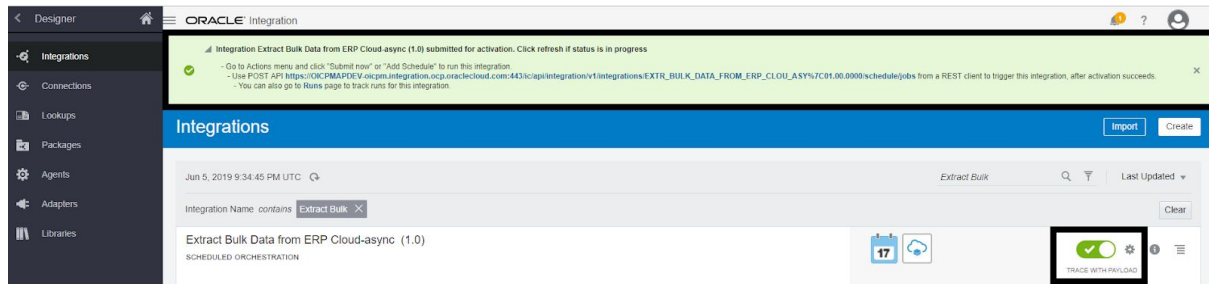 Designer
ORACLE Integration
?
Integrations
Connections
Lookups
Packages
Agents
Adapters
Libraries
Integration Extract Bulk Data from ERP Cloud-async (1.0) submitted for activation. Click refresh if status is in progress
- Go to Actions menu and click "Submit now" or "Add Schedule" to run this integration.
- Use POST API https://OICPMAPDEV-oicpm.integration.ocp.oraclecloud.com:443/ic/api/integration/v1/integrations/EXTR_BULK_DATA_FROM_ERP_CLOU_ASY%7C01.00.0000/schedule/jobs from a REST client to trigger this integration, after activation succeeds.
- You can also go to Runs page to track runs for this integration.
Integrations
Import
Create
Jun 5, 2019 9:34:45 PM UTC
Extract Bulk
Last Updated
Integration Name contains Extract Bulk X
Clear
Extract Bulk Data from ERP Cloud-async (1.0)
SCHEDULED ORCHESTRATION
17
TRACE WITH PAYLOAD